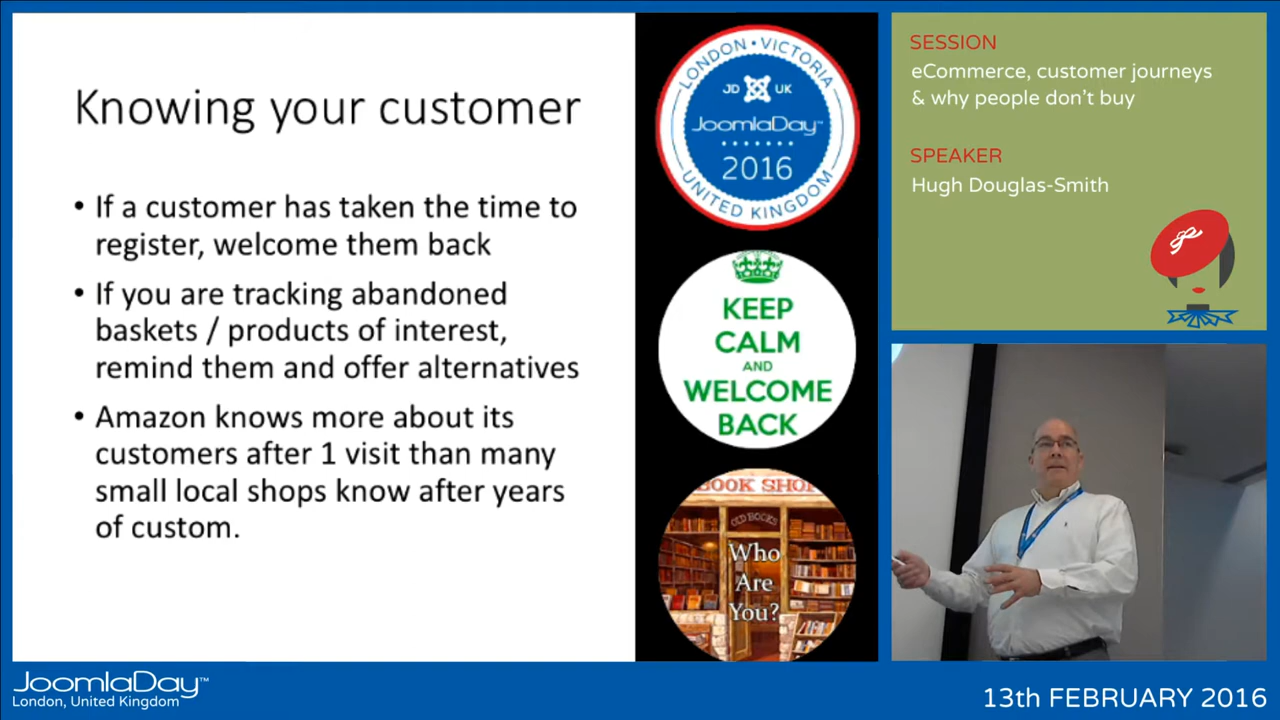 Knowing your customer
• If a customer has taken the time to
register, welcome them back
• If you are tracking abandoned
baskets / products of interest,
remind them and offer alternatives
• Amazon knows more about its
customers after 1 visit than many
small local shops know after years
of custom.
LONDON • VICTORIA
JD UK
JoomlaDay™
2016
UNITED KINGDOM
KEEP
CALM
AND
WELCOME
BACK
BOOK SHOP
OLD BOOKS
Who
Are
You?
SESSION
eCommerce, customer journeys
& why people don't buy
SPEAKER
Hugh Douglas-Smith
JoomlaDay™
London, United Kingdom
13th FEBRUARY 2016